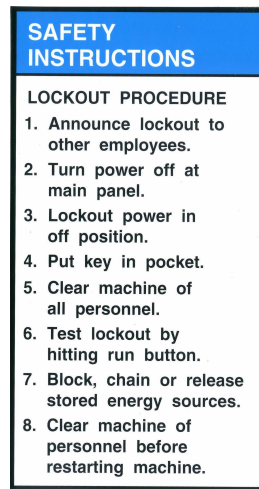 SAFETY
INSTRUCTIONS
LOCKOUT PROCEDURE
1. Announce lockout to
other employees.
2. Turn power off at
main panel.
3. Lockout power in
off position.
4. Put key in pocket.
5. Clear machine of
all personnel.
6. Test lockout by
hitting run button.
7. Block, chain or release
stored energy sources.
8. Clear machine of
personnel before
restarting machine.